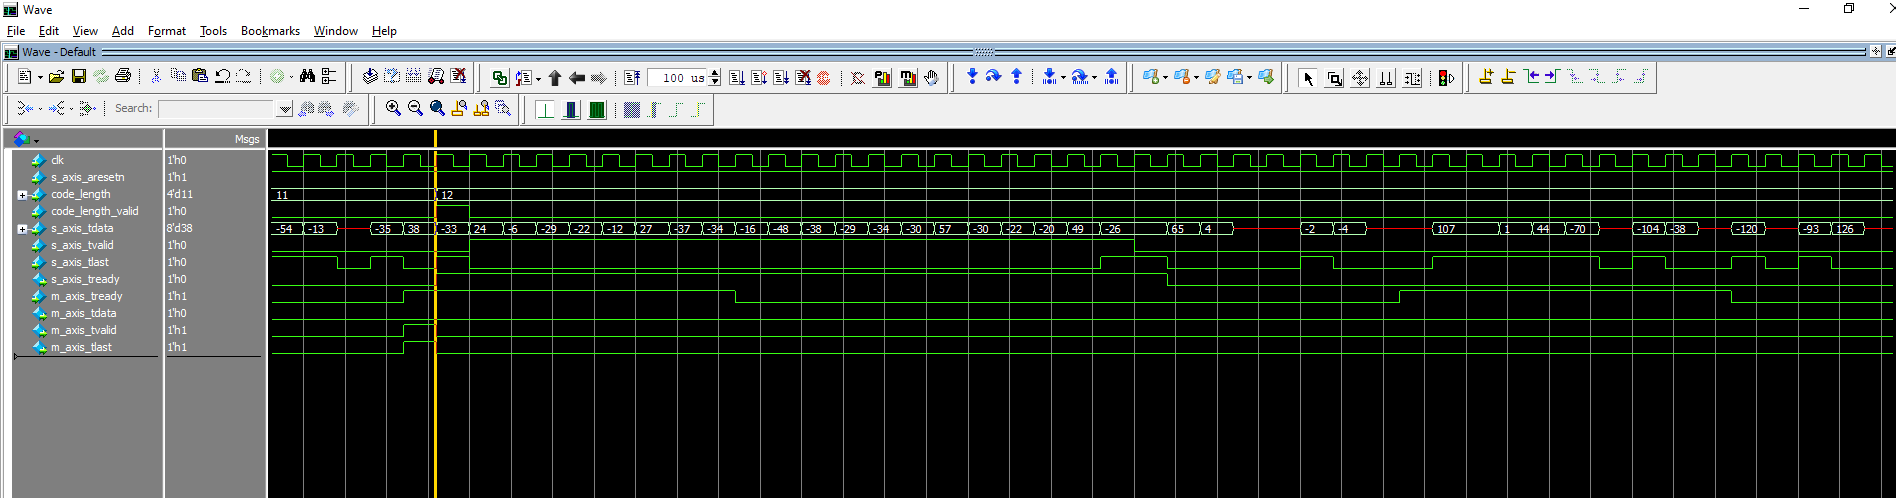 Wave
File Edit View Add Format Tools Bookmarks Window Help
Wave - Default
100 us
Search:
Msgs
clk 1'h0
s_axis_aresetn 1'h1
code_length 4'd11 11 12
code_length_valid 1'h0
s_axis_tdata 8'd38 -54 -13 -35 38 -33 24 -6 -29 -22 -12 27 -37 -34 -16 -48 -38 -29 -34 -30 57 -30 -22 -20 49 -26 65 4 -2 -4 107 1 44 -70 -104 -38 -120 -93 126
s_axis_tvalid 1'h0
s_axis_tlast 1'h0
s_axis_tready 1'h0
m_axis_tready 1'h1
m_axis_tdata 1'h0
m_axis_tvalid 1'h1
m_axis_tlast 1'h1